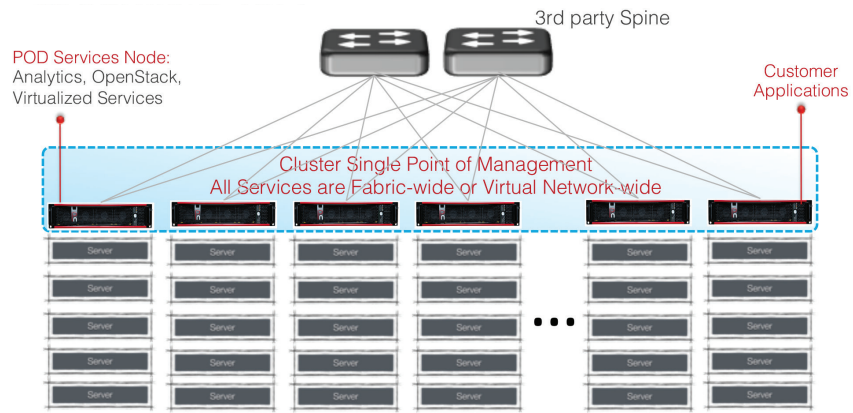 3rd party Spine
POD Services Node:
Analytics, OpenStack,
Virtualized Services
Customer
Applications
Cluster Single Point of Management
All Services are Fabric-wide or Virtual Network-wide
Server Server Server Server Server Server
Server Server Server Server Server Server
Server Server Server Server Server Server
Server Server Server Server Server Server
Server Server Server Server Server Server